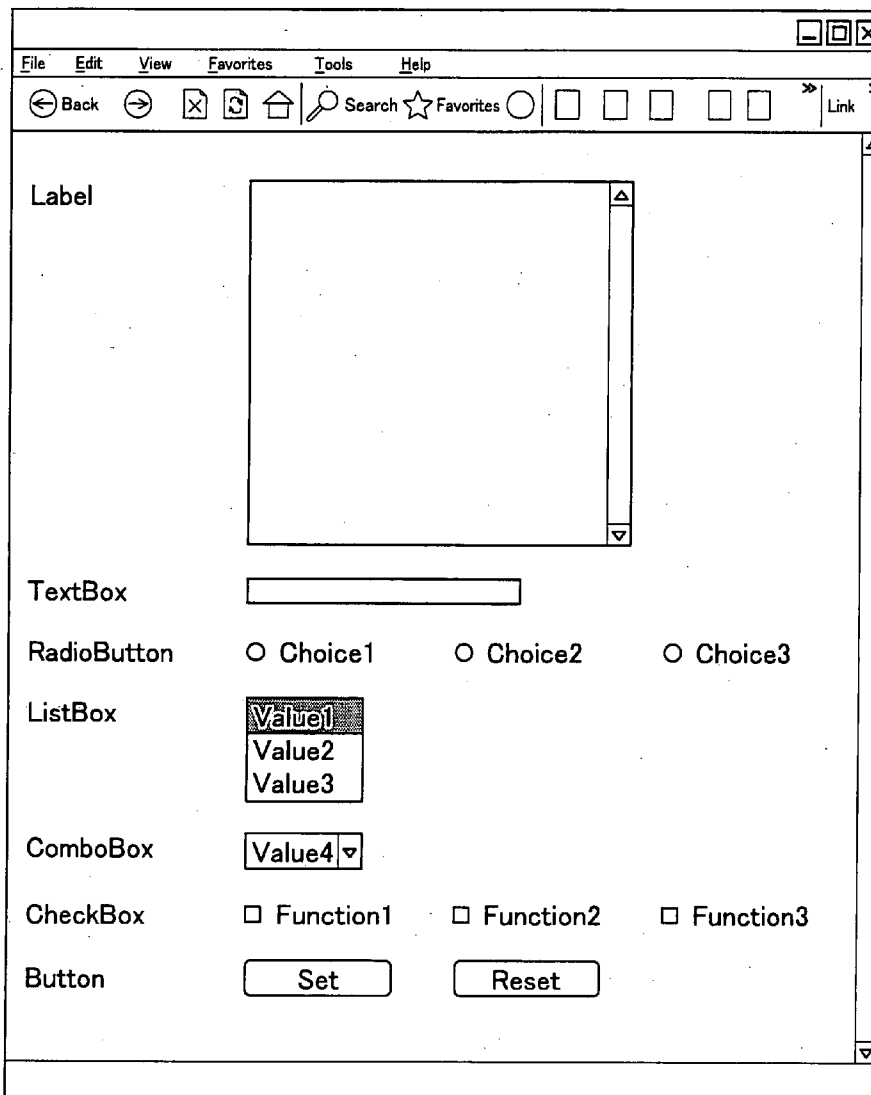 File Edit View Favorites Tools Help
Back Search Favorites » Link
Label
TextBox
RadioButton Choice1 Choice2 Choice3
ListBox Value1
Value2
Value3
ComboBox Value4
CheckBox Function1 Function2 Function3
Button Set Reset